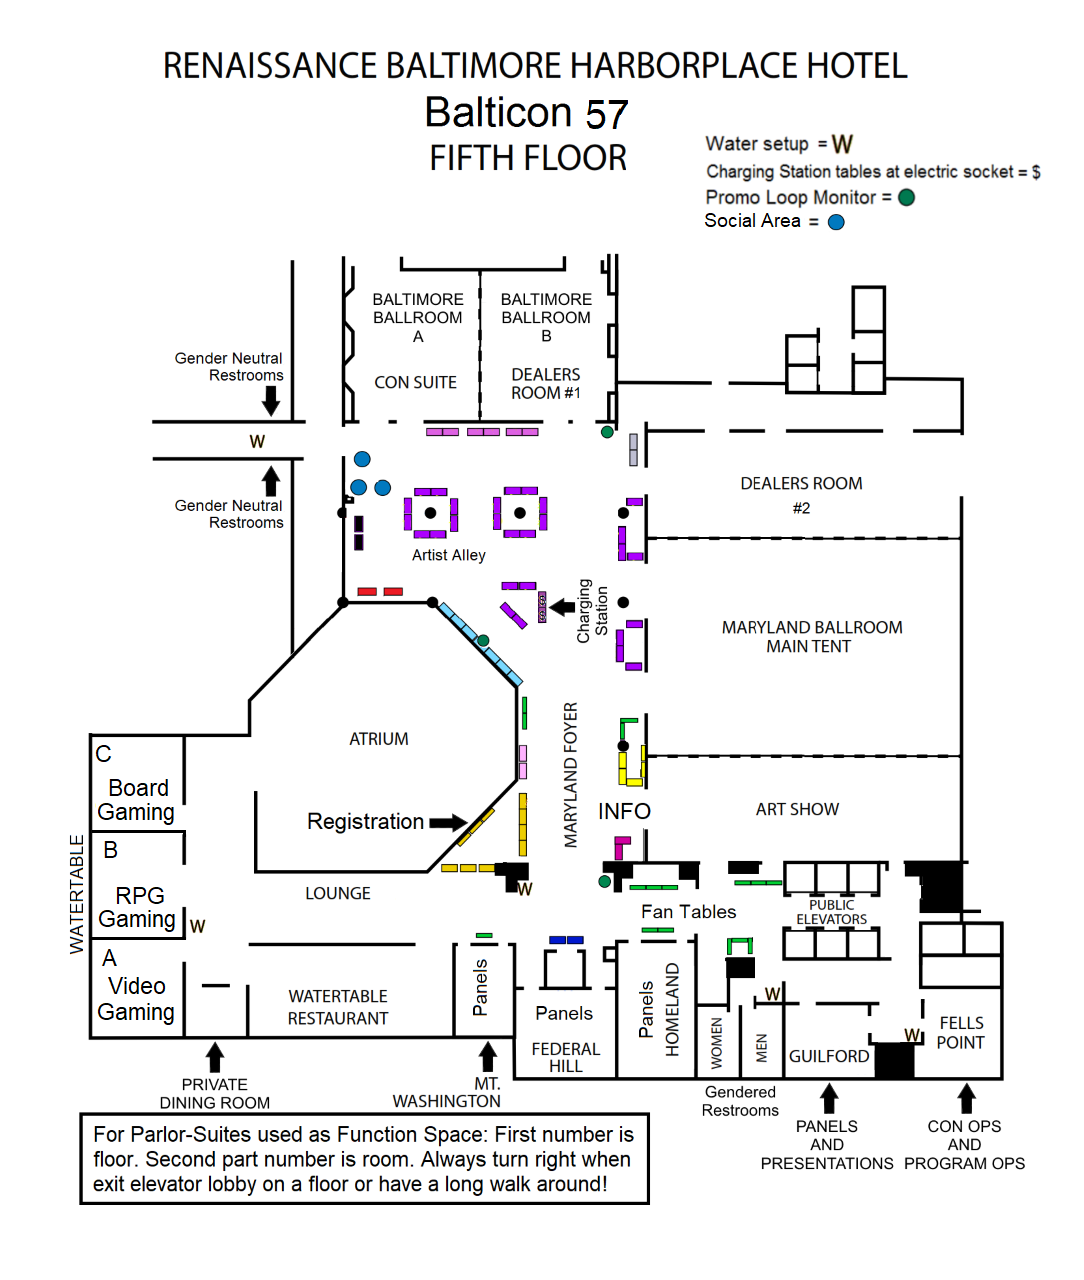 RENAISSANCE BALTIMORE HARBORPLACE HOTEL
Balticon 57
FIFTH FLOOR
Water setup = W
Charging Station tables at electric socket = $
Promo Loop Monitor =
Social Area =
BALTIMORE
BALLROOM
A
CON SUITE
BALTIMORE
BALLROOM
B
DEALERS
ROOM #1
Gender Neutral
Restrooms
W
Gender Neutral
Restrooms
DEALERS ROOM
#2
Artist Alley
Charging
Station
MARYLAND BALLROOM
MAIN TENT
ATRIUM
MARYLAND FOYER
C
Board
Gaming
Registration
INFO
ART SHOW
WATERTABLE
B
RPG
Gaming
W
LOUNGE
W
Fan Tables
PUBLIC
ELEVATORS
A
Video
Gaming
WATERTABLE
RESTAURANT
Panels
Panels
FEDERAL
HILL
Panels
HOMELAND
WOMEN
MEN
W
GUILFORD
W
FELLS
POINT
PRIVATE
DINING ROOM
MT.
WASHINGTON
Gendered
Restrooms
PANELS
AND
PRESENTATIONS
CON OPS
AND
PROGRAM OPS
For Parlor-Suites used as Function Space: First number is
floor. Second part number is room. Always turn right when
exit elevator lobby on a floor or have a long walk around!